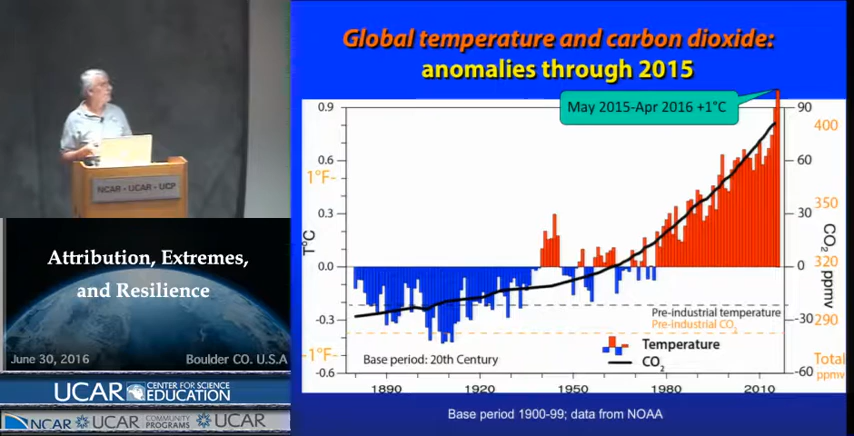 Global temperature and carbon dioxide:
anomalies through 2015
May 2015-Apr 2016 +1°C
0.9
0.6
1°F-
0.3
T°C
0.0
-0.3
-1°F-
-0.6
90
400
60
350
30
CO2 ppmv
0
320
-30
290
Total
ppmv
-60
Pre-industrial temperature
Pre-industrial CO2
Temperature
CO2
Base period: 20th Century
1890
1920
1950
1980
2010
Base period 1900-99; data from NOAA
NCAR - UCAR - UCP
Attribution, Extremes,
and Resilience
June 30, 2016
Boulder CO. U.S.A
UCAR CENTER FOR SCIENCE
EDUCATION
NCAR UCAR COMMUNITY PROGRAMS UCAR